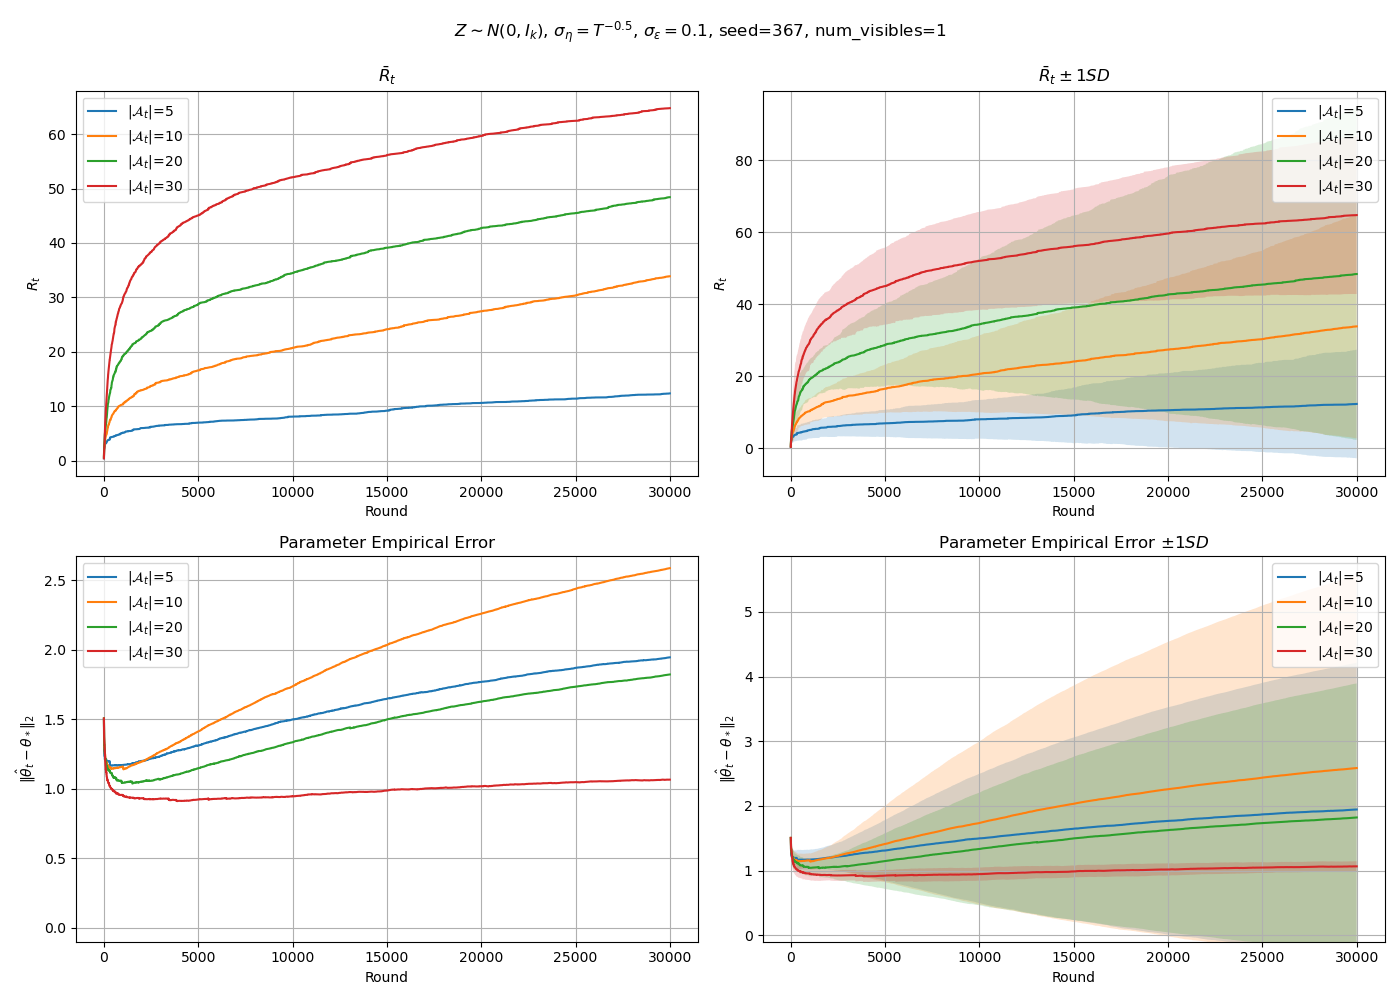 Z ∼ N(0, I_k), σ_η = T^{−0.5}, σ_ε = 0.1, seed=367, num_visibles=1
R̄_t
R_t
60
50
40
30
20
10
0
|𝒜_t|=5
|𝒜_t|=10
|𝒜_t|=20
|𝒜_t|=30
0 5000 10000 15000 20000 25000 30000
Round
R̄_t ± 1SD
R_t
80
60
40
20
0
|𝒜_t|=5
|𝒜_t|=10
|𝒜_t|=20
|𝒜_t|=30
0 5000 10000 15000 20000 25000 30000
Round
Parameter Empirical Error
‖θ̂_t − θ_*‖_2
2.5
2.0
1.5
1.0
0.5
0.0
|𝒜_t|=5
|𝒜_t|=10
|𝒜_t|=20
|𝒜_t|=30
0 5000 10000 15000 20000 25000 30000
Round
Parameter Empirical Error ±1SD
‖θ̂_t − θ_*‖_2
5
4
3
2
1
0
|𝒜_t|=5
|𝒜_t|=10
|𝒜_t|=20
|𝒜_t|=30
0 5000 10000 15000 20000 25000 30000
Round